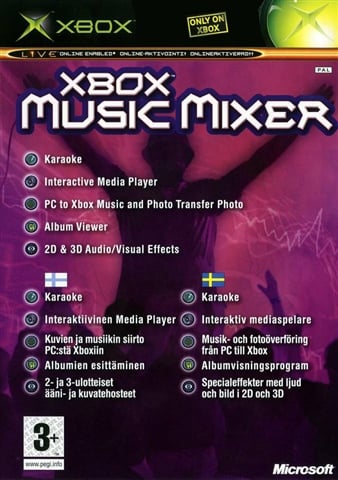 XBOX
ONLY ON
XBOX
LIVE ONLINE ENABLED* ONLINE-AKTIVOINTI† ONLINEAKTIVERAD††
XBOX
MUSIC MIXER
PAL
Karaoke
Interactive Media Player
PC to Xbox Music and Photo Transfer Photo
Album Viewer
2D & 3D Audio/Visual Effects
Karaoke
Interaktiivinen Media Player
Kuvien ja musiikin siirto
PC:stä Xboxiin
Albumien esittäminen
2- ja 3-ulotteiset
ääni- ja kuvatehosteet
Karaoke
Interaktiv mediaspelare
Musik- och fotoöverföring
från PC till Xbox
Albumvisningsprogram
Specialeffekter med ljud
och bild i 2D och 3D
3+
www.pegi.info
Microsoft